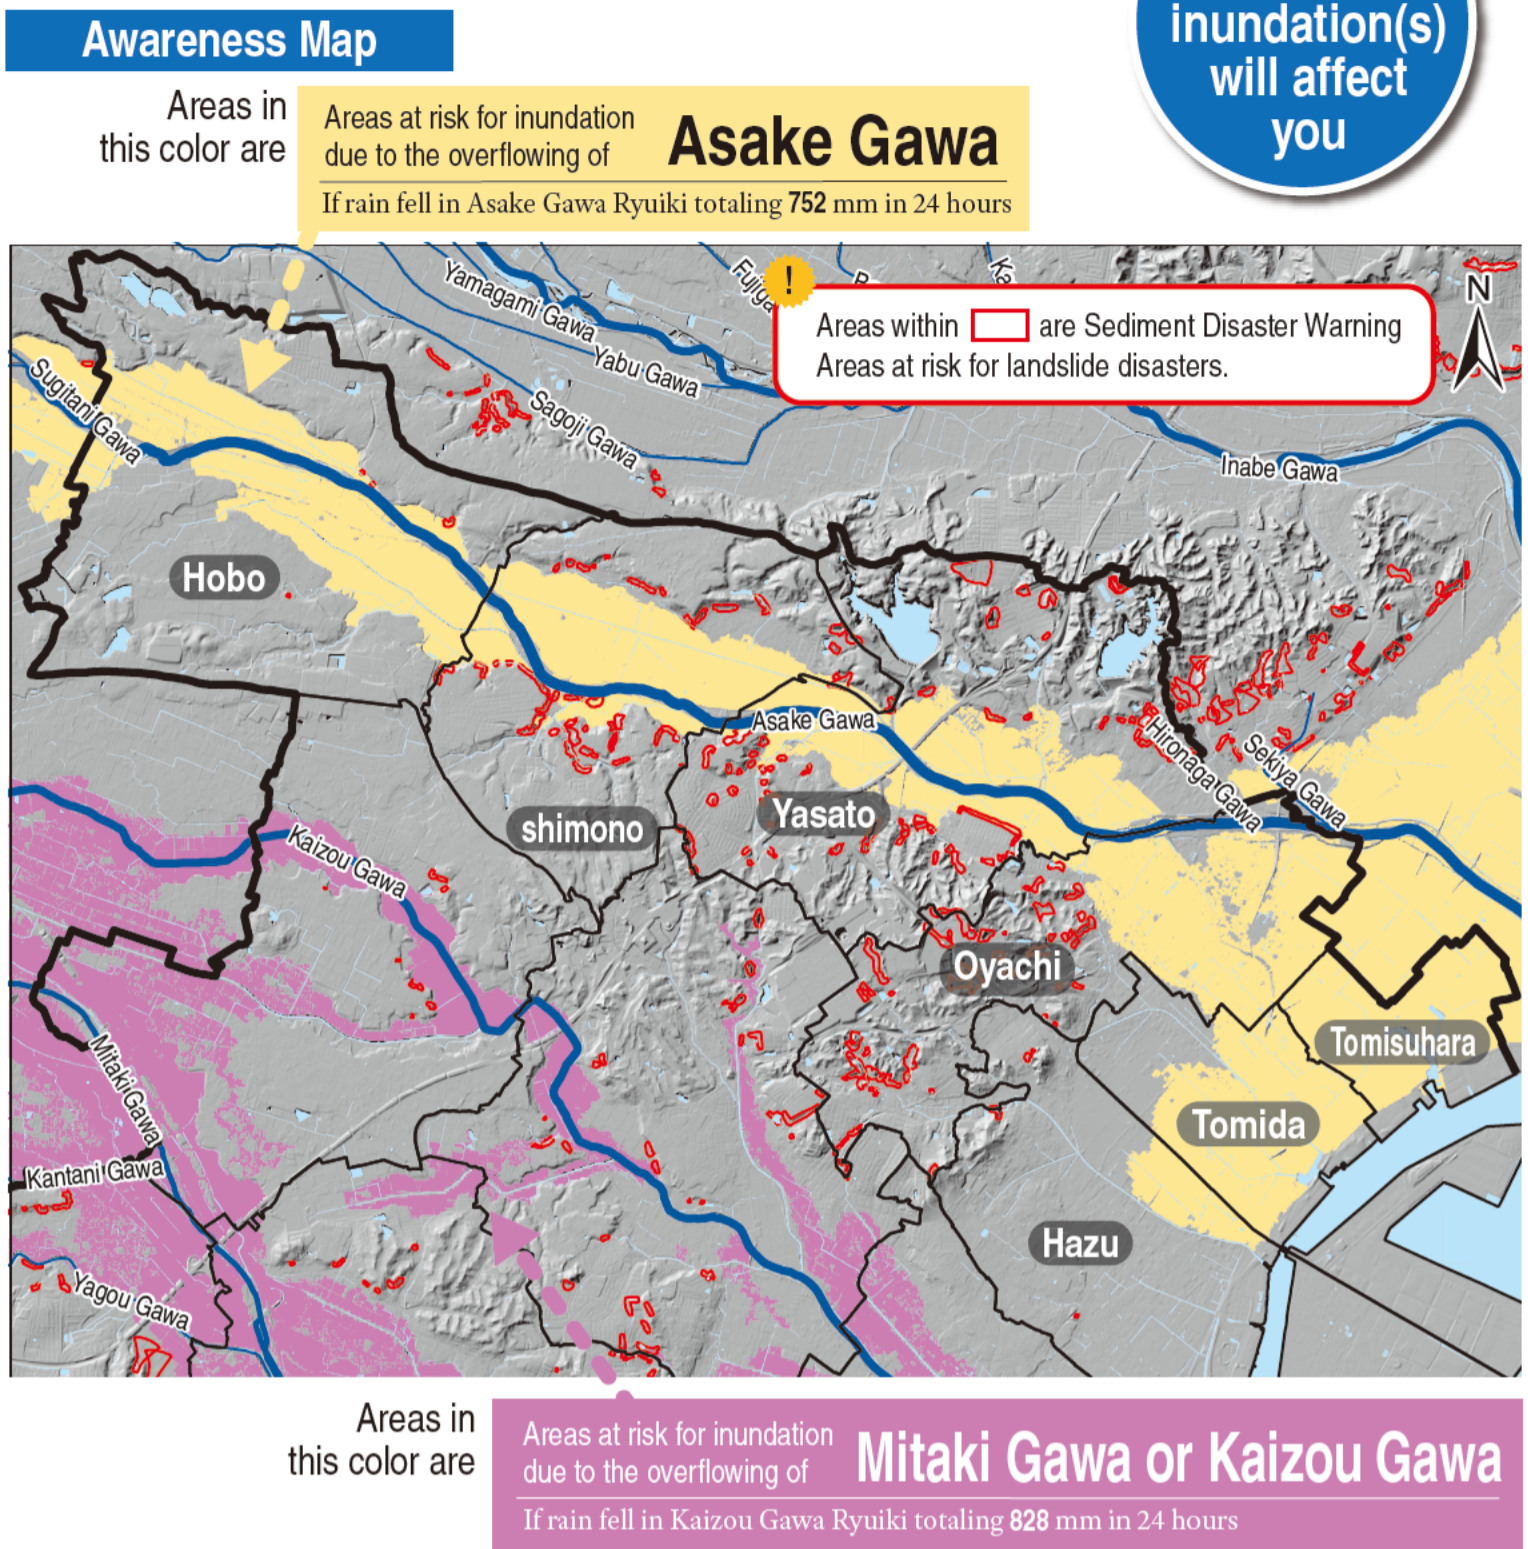 inundation(s)
will affect
you
Awareness Map
Areas in
this color are
Areas at risk for inundation
due to the overflowing of
Asake Gawa
If rain fell in Asake Gawa Ryuiki totaling 752 mm in 24 hours
Yamagami Gawa
Yabu Gawa
Sagoji Gawa
!
Areas within are Sediment Disaster Warning
Areas at risk for landslide disasters.
N
Inabe Gawa
Sugitani Gawa
Hobo
Asake Gawa
Hironaga Gawa
Sekiya Gawa
shimono
Yasato
Kaizou Gawa
Oyachi
Tomisuhara
Mitaki Gawa
Tomida
Kantani Gawa
Hazu
Yagou Gawa
Areas in
this color are
Areas at risk for inundation
due to the overflowing of
Mitaki Gawa or Kaizou Gawa
If rain fell in Kaizou Gawa Ryuiki totaling 828 mm in 24 hours